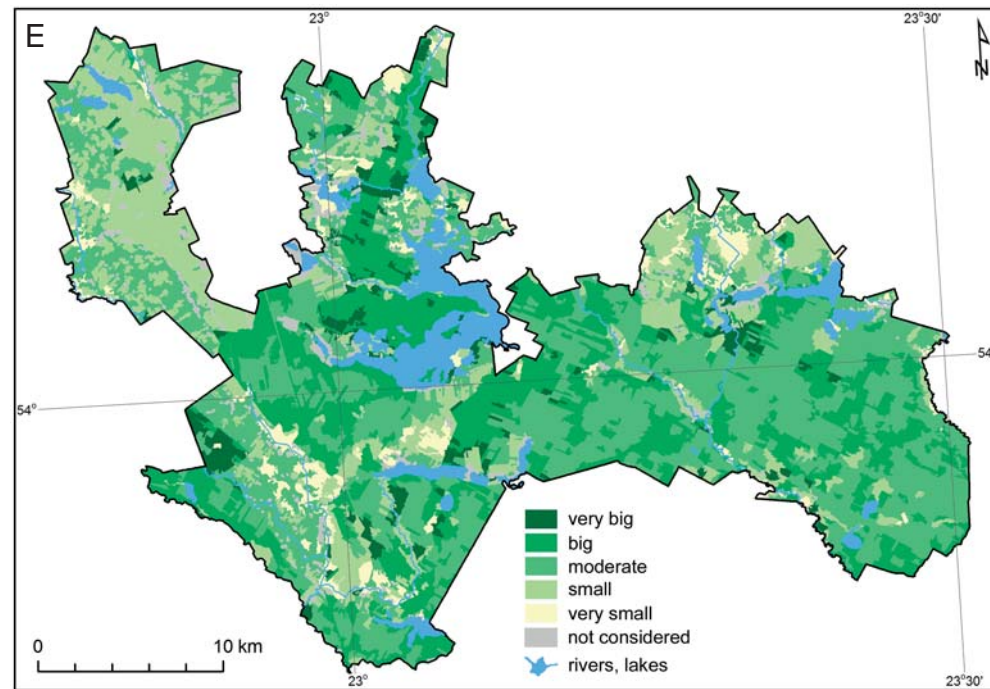 E
23°
23°30'
N
54°
54°
very big
big
moderate
small
very small
not considered
rivers, lakes
0 10 km
23°
23°30'